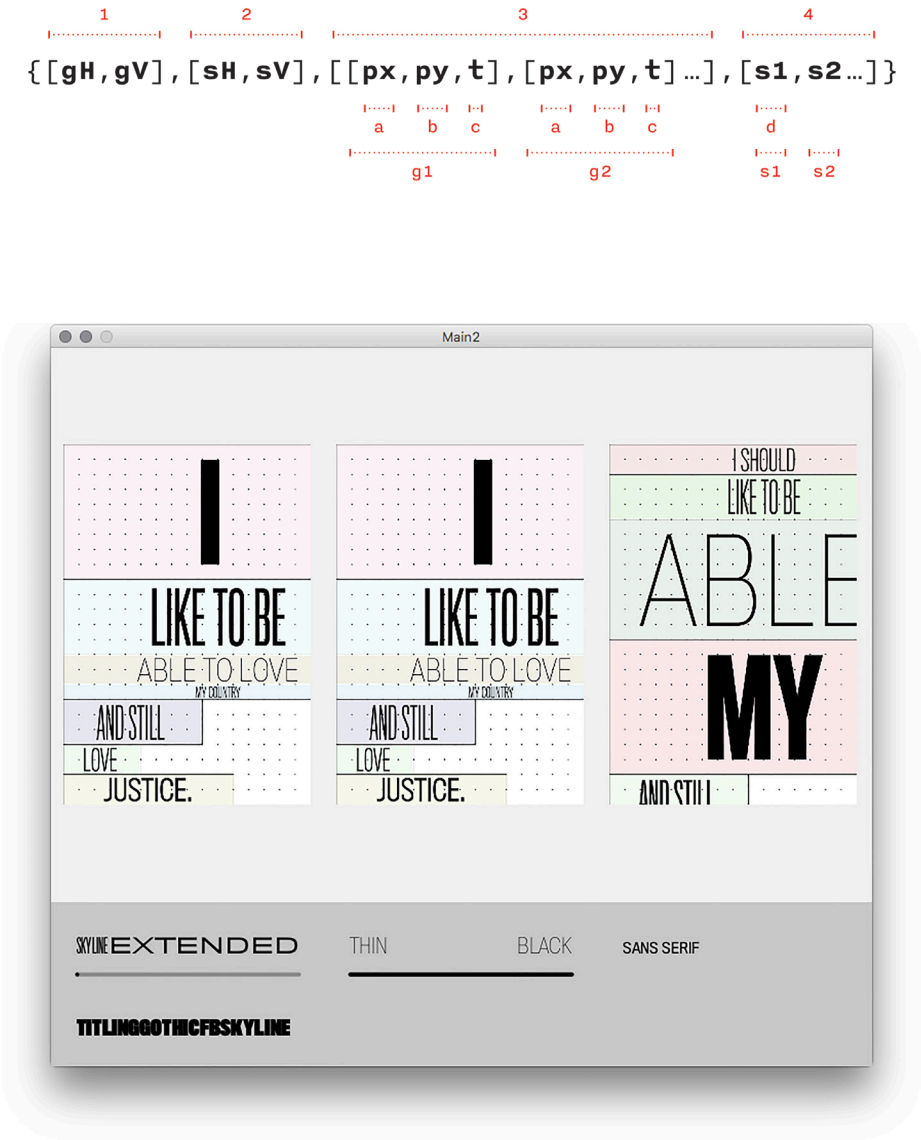 1 2 3 4
{[gH,gV],[sH,sV],[[px,py,t],[px,py,t]…],[s1,s2…]}
a b c a b c d
g1 g2 s1 s2
Main2
I
LIKE TO BE
ABLE TO LOVE
MY COUNTRY
AND STILL
LOVE
JUSTICE.
I
LIKE TO BE
ABLE TO LOVE
MY COUNTRY
AND STILL
LOVE
JUSTICE.
I SHOULD
LIKE TO BE
ABLE
MY
AND STILL
SKYLINE EXTENDED
THIN BLACK
SANS SERIF
TITLINGGOTHICFBSKYLINE